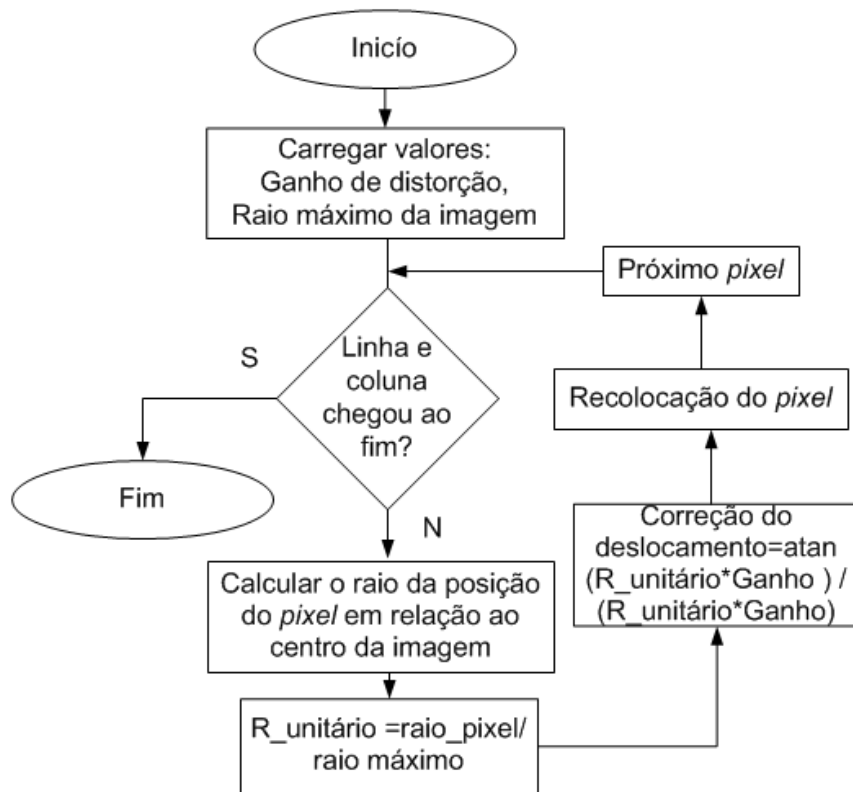 Inicío
Carregar valores:
Ganho de distorção,
Raio máximo da imagem
Próximo pixel
S
Linha e
coluna
chegou ao
fim?
Recolocação do pixel
Fim
N
Correção do
deslocamento=atan
(R_unitário*Ganho ) /
(R_unitário*Ganho)
Calcular o raio da posição
do pixel em relação ao
centro da imagem
R_unitário =raio_pixel/
raio máximo